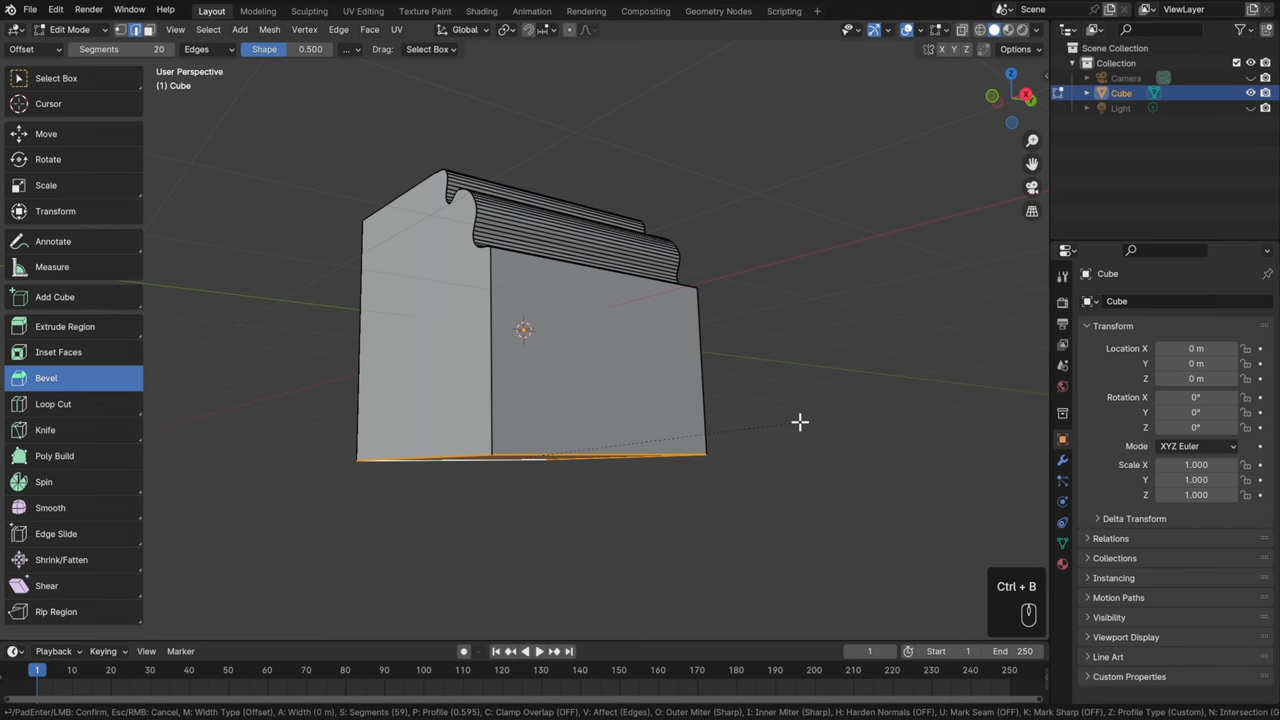 File Edit Render Window Help Layout Modeling Sculpting UV Editing Texture Paint Shading Animation Rendering Compositing Geometry Nodes Scripting Scene ViewLayer
Edit Mode View Select Add Mesh Vertex Edge Face UV Global
Offset Segments 20 Edges Shape 0.500 ... Drag: Select Box X Y Z Options
User Perspective
(1) Cube
Select Box
Cursor
Move
Rotate
Scale
Transform
Annotate
Measure
Add Cube
Extrude Region
Inset Faces
Bevel
Loop Cut
Knife
Poly Build
Spin
Smooth
Edge Slide
Shrink/Fatten
Shear
Rip Region
Z
X
Y
Ctrl + B
Scene Collection
Collection
Camera
Cube
Light
Cube
Cube
Transform
Location X 0 m
Y 0 m
Z 0 m
Rotation X 0°
Y 0°
Z 0°
Mode XYZ Euler
Scale X 1.000
Y 1.000
Z 1.000
Delta Transform
Relations
Collections
Instancing
Motion Paths
Visibility
Viewport Display
Line Art
Custom Properties
Playback Keying View Marker 1 Start 1 End 250
1 10 20 30 40 50 60 70 80 90 100 110 120 130 140 150 160 170 180 190 200 210 220 230 240 250
/PadEnter/LMB: Confirm, Esc/RMB: Cancel, M: Width Type (Offset), A: Width (0 m), S: Segments (59), P: Profile (0.595), C: Clamp Overlap (OFF), V: Affect (Edges), O: Outer Miter (Sharp), I: Inner Miter (Sharp), H: Harden Normals (OFF), U: Mark Seam (OFF), K: Mark Sharp (OFF), Z: Profile Type (Custom), N: Intersection (G